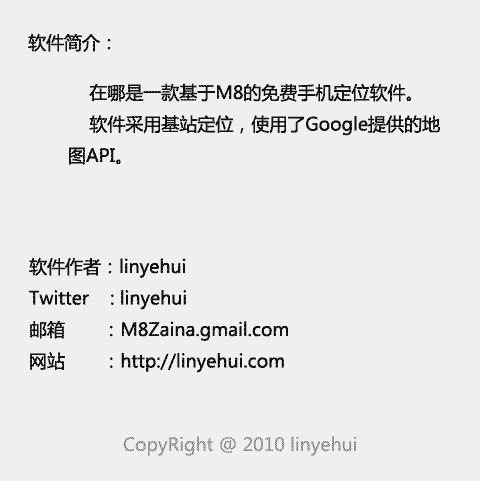 软件简介：
在哪是一款基于M8的免费手机定位软件。
软件采用基站定位，使用了Google提供的地
图API。
软件作者：linyehui
Twitter ：linyehui
邮箱 ：M8Zaina.gmail.com
网站 ：http://linyehui.com
CopyRight @ 2010 linyehui